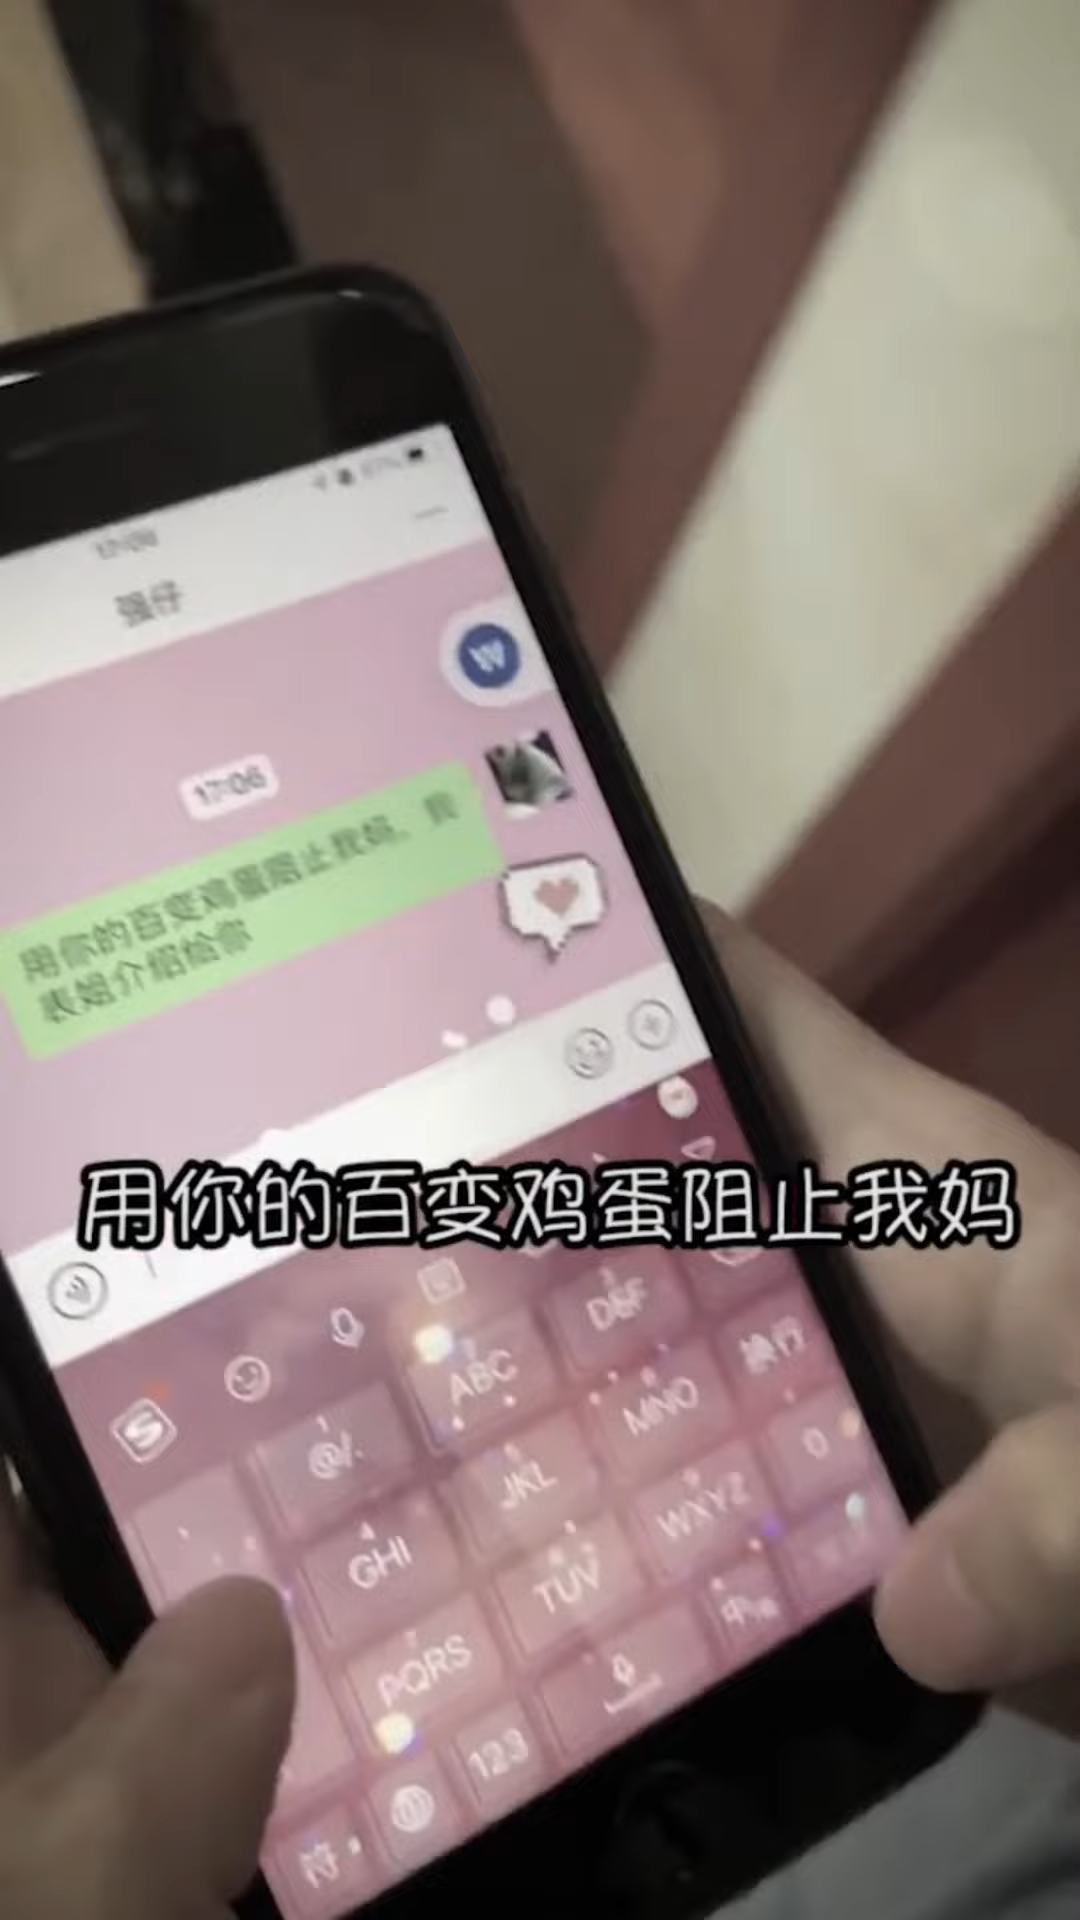 W
17:06
用你的百变鸡蛋阻止我妈，我
表姐介绍给你
用你的百变鸡蛋阻止我妈
S
1
@/.
ABC
DEF
4
GHI
JKL
MNO
换行
PQRS
TUV
WXYZ
0
符
123
中/英